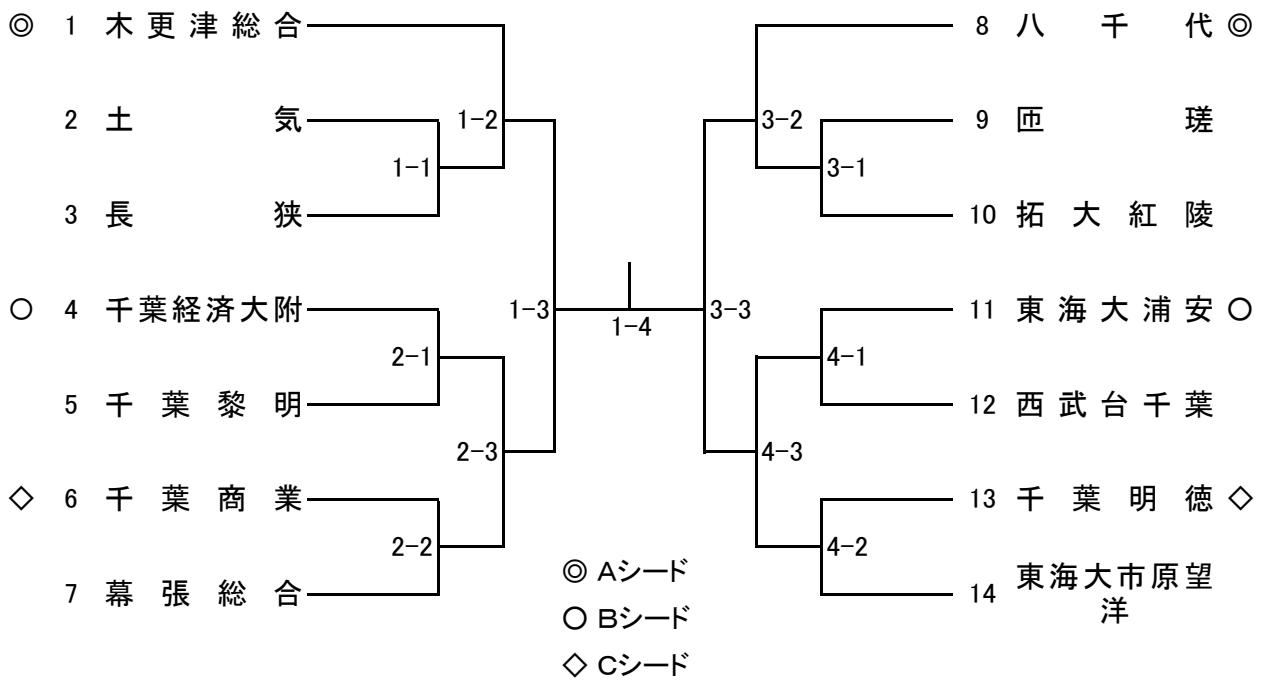 ◎ 1 木更津総合
2 土気
3 長狭
○ 4 千葉経済大附
5 千葉黎明
◇ 6 千葉商業
7 幕張総合
1-1
1-2
2-1
2-2
2-3
1-3
1-4
3-3
3-2
3-1
4-1
4-3
4-2
8 八千代 ◎
9 匝瑳
10 拓大紅陵
11 東海大浦安 ○
12 西武台千葉
13 千葉明徳 ◇
14 東海大市原望
洋
◎ Aシード
○ Bシード
◇ Cシード